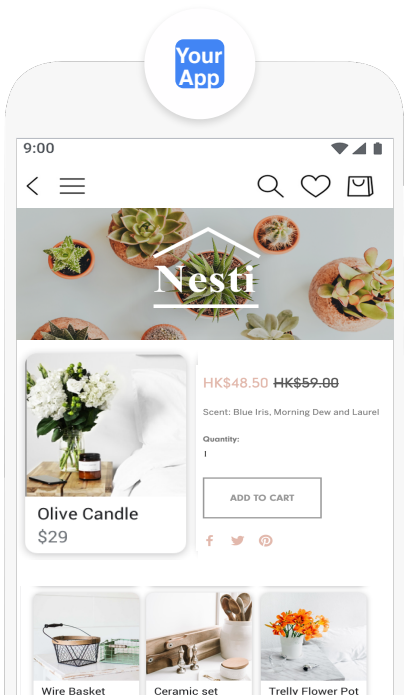 Your
App
9:00
Nesti
HK$48.50 HK$59.00
Scent: Blue Iris, Morning Dew and Laurel
Quantity:
1
ADD TO CART
Olive Candle
$29
Wire Basket
Ceramic set
Trelly Flower Pot